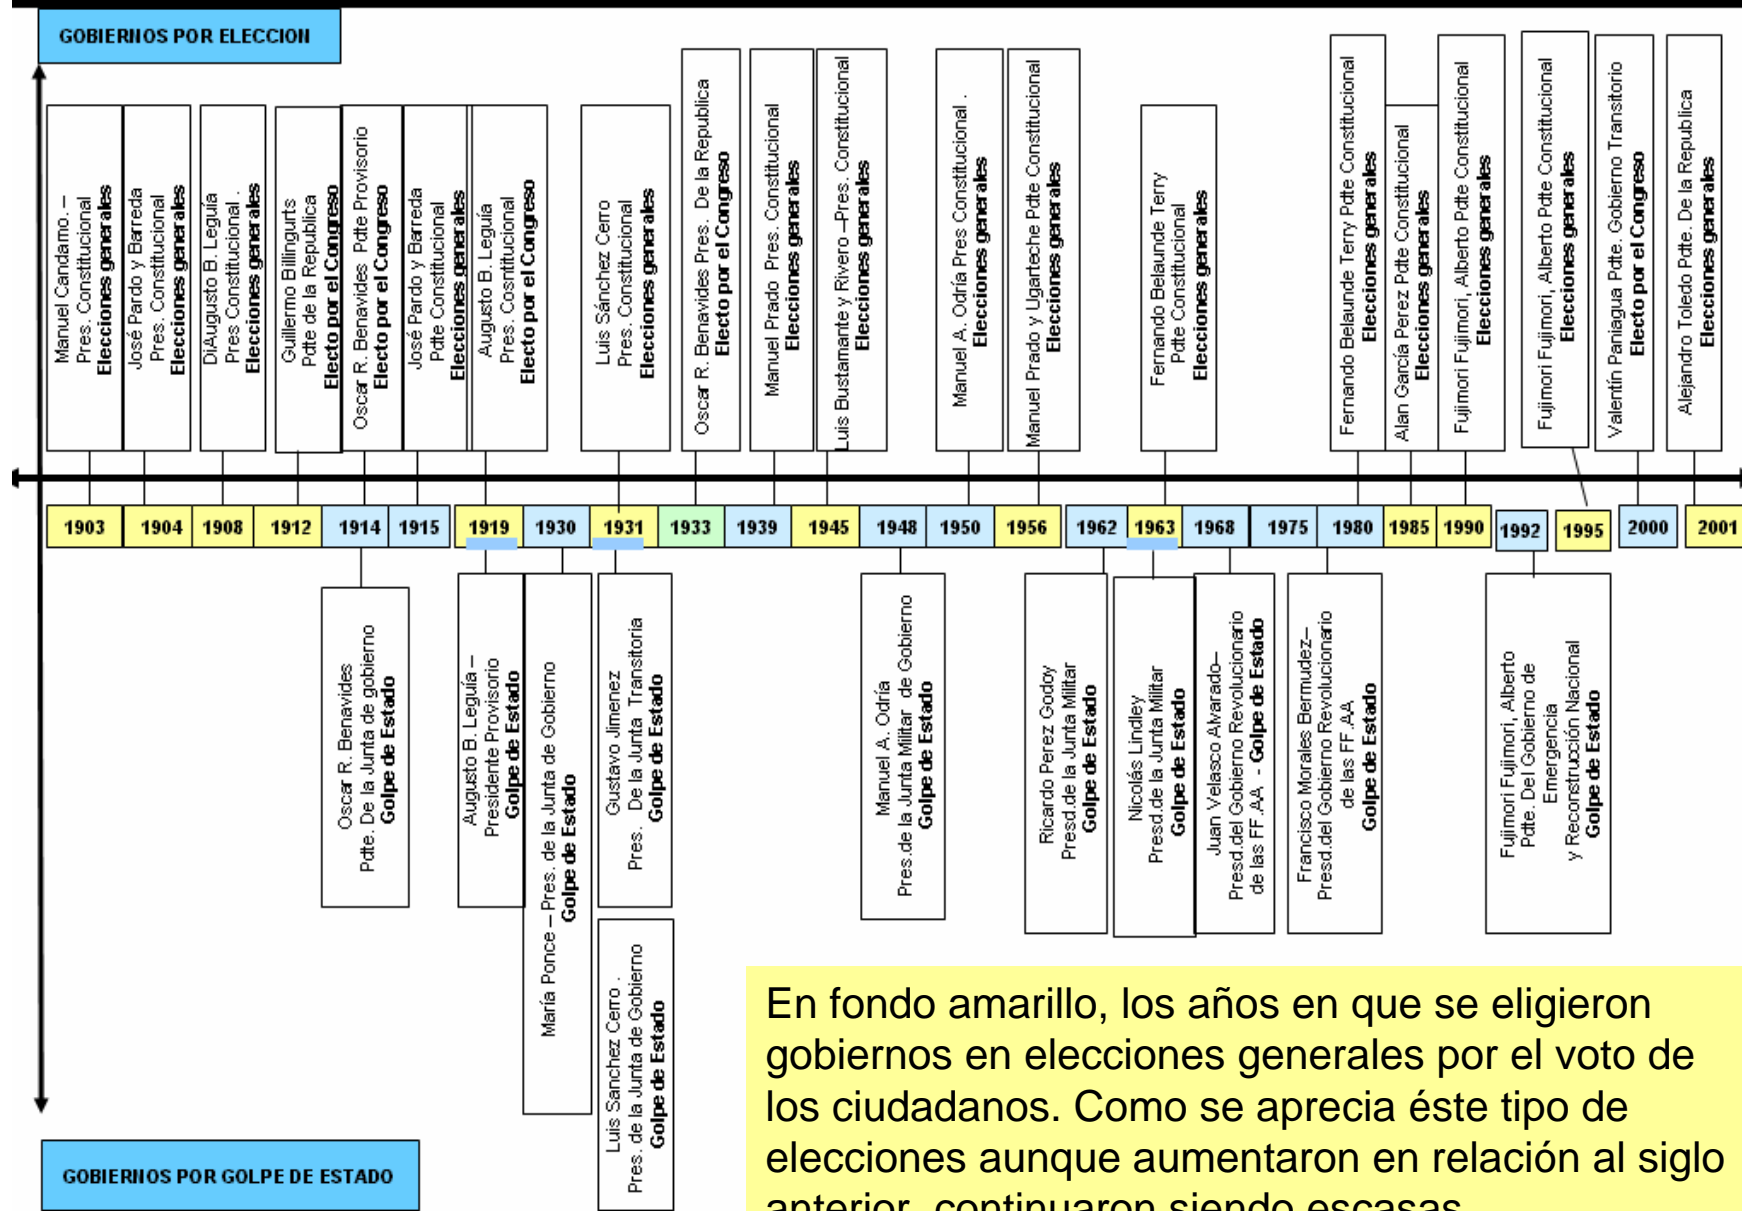 GOBIERNOS POR ELECCION
Manuel Candamo. –
Pres. Constitucional
Elecciones generales
José Pardo y Barreda
Pres. Constitucional
Elecciones generales
DiAugusto B. Leguía
Pres Constitucional .
Elecciones generales
Guillermo Billingurts
Pdte de la Republica
Electo por el Congreso
Oscar R. Benavides Pdte Provisorio
Electo por el Congreso
José Pardo y Barreda
Pdte Constitucional
Elecciones generales
Augusto B. Leguía
Pres. Cosntitucional
Electo por el Congreso
Luis Sánchez Cerro
Pres. Constitucional
Elecciones generales
Oscar R. Benavides Pres. De la Republica
Electo por el Congreso
Manuel Prado Pres. Constitucional
Elecciones generales
Luis Bustamante y Rivero –Pres. Constitucional
Elecciones generales
Manuel A. Odría Pres Constitucional .
Elecciones generales
Manuel Prado y Ugarteche Pdte Constitucional
Elecciones generales
Fernando Belaunde Terry
Pdte Constitucional
Elecciones generales
Fernando Belaunde Terry Pdte Constitucional
Elecciones generales
Alan García Perez Pdte Constitucional
Elecciones generales
Fujimori Fujimori, Alberto Pdte Constitucional
Elecciones generales
Fujimori Fujimori, Alberto Pdte Constitucional
Elecciones generales
Valentín Paniagua Pdte. Gobierno Transitorio
Electo por el Congreso
Alejandro Toledo Pdte. De la Republica
Elecciones generales
1903 1904 1908 1912 1914 1915 1919 1930 1931 1933 1939 1945 1948 1950 1956 1962 1963 1968 1975 1980 1985 1990 1992 1995 2000 2001
Oscar R. Benavides
Pdte. De la Junta de gobierno
Golpe de Estado
Augusto B. Leguía –
Presidente Provisorio
Golpe de Estado
María Ponce – Pres. de la Junta de Gobierno
Golpe de Estado
Gustavo Jimenez
Pres. De la Junta Transitoria
Golpe de Estado
Luis Sanchez Cerro .
Pres. de la Junta de Gobierno
Golpe de Estado
Manuel A. Odría
Pres.de la Junta Militar de Gobierno
Golpe de Estado
Ricardo Perez Godoy
Presd.de la Junta Militar
Golpe de Estado
Nicolás Lindley
Presd.de la Junta Militar
Golpe de Estado
Juan Velasco Alvarado–
Presd.del Gobierno Revolucionario
de las FF.AA - Golpe de Estado
Francisco Morales Bermudez–
Presd.del Gobierno Revolucionario
de las FF.AA
Golpe de Estado
Fujimori Fujimori, Alberto
Pdte. Del Gobierno de
Emergencia
y Reconstrucción Nacional
Golpe de Estado
GOBIERNOS POR GOLPE DE ESTADO
En fondo amarillo, los años en que se eligieron
gobiernos en elecciones generales por el voto de
los ciudadanos. Como se aprecia éste tipo de
elecciones aunque aumentaron en relación al siglo
anterior, continuaron siendo escasas